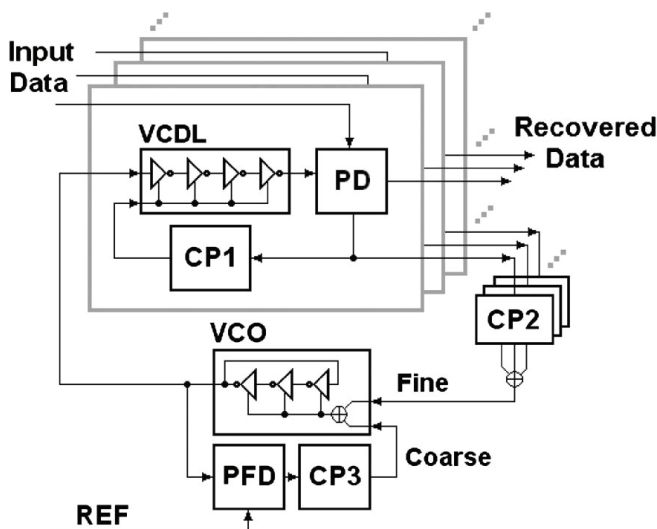 Input
Data
VCDL
PD
Recovered
Data
CP1
CP2
VCO
Fine
Coarse
PFD
CP3
REF